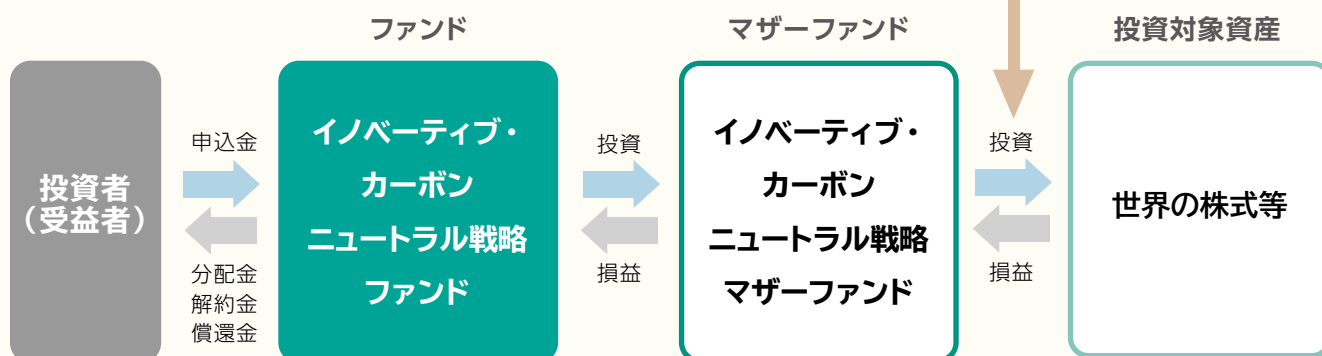 ファンド
マザーファンド
投資対象資産
投資者
（受益者）
申込金
分配金
解約金
償還金
イノベーティブ・
カーボン
ニュートラル戦略
ファンド
投資
損益
イノベーティブ・
カーボン
ニュートラル戦略
マザーファンド
投資
損益
世界の株式等